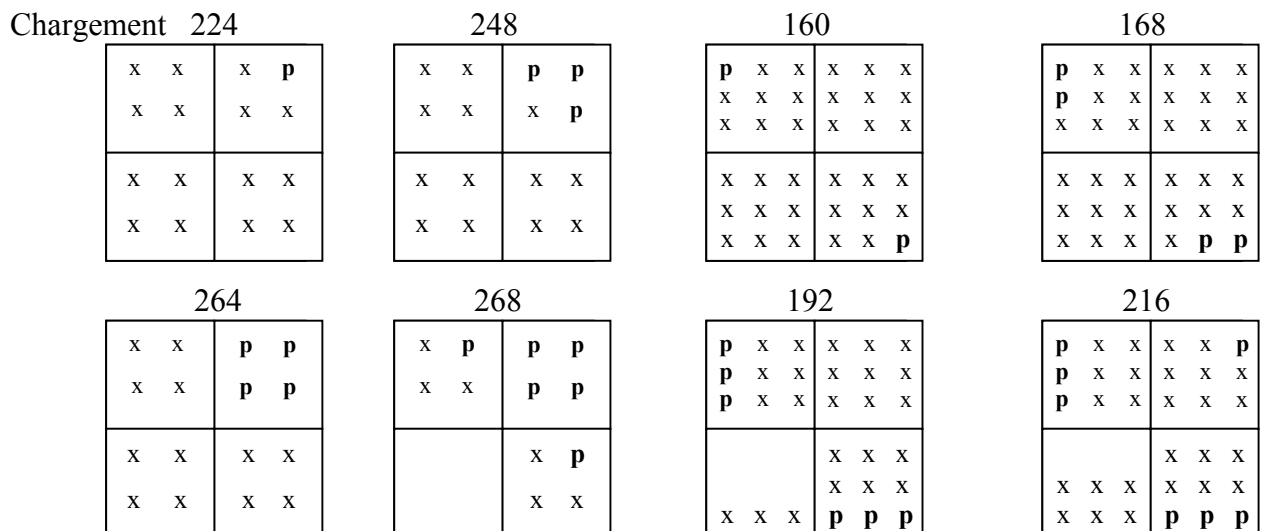 Chargement 224 248 160 168
x x x p x x p p p x x x x x p x x x x x
x x x x x x x p x x x x x x p x x x x x
x x x x x x x x x x x x x x x x x x
x x x x x x x x x x x x x x x x x x x x
x x x x x x x x x x x x x x x x x x
x x x x x p x x x x p p
264 268 192 216
x x p p x p p p p x x x x x p x x x x p
x x p p x x p p p x x x x x p x x x x x
p x x x x x p x x x x x
x x x x x p x x x x x x
x x x x x x x x x x x x x x x
x x x p p p x x x p p p